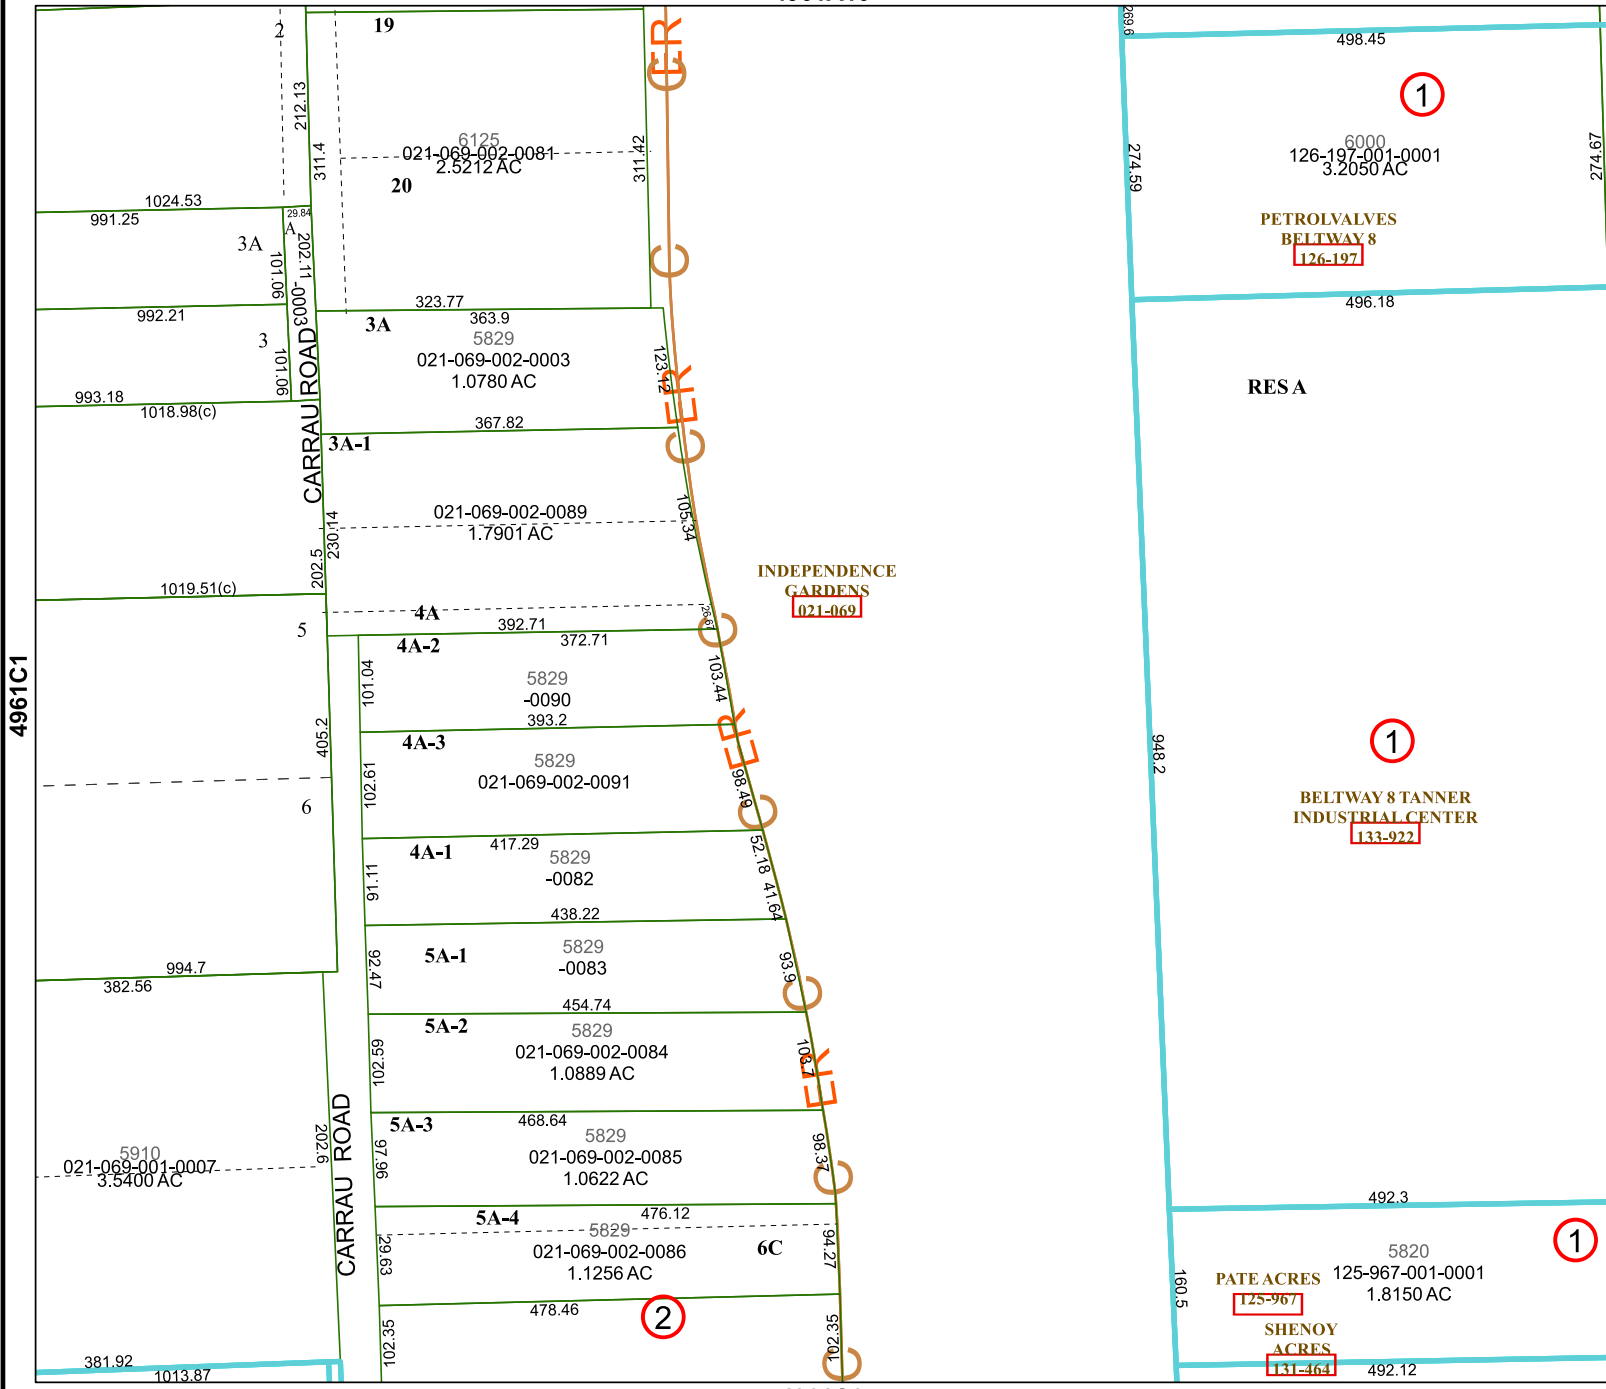 2
19
269.6
498.45
212.13
311.4
6125
021-069-002-0081
2.5212 AC
20
311.42
ER
C
1
274.59
6000
126-197-001-0001
3.2050 AC
274.67
PETROLVALVES
BELTWAY 8
126-197
496.18
1024.53
991.25
29.84
A
3A
101.06
202.11
-0003
C
323.77
992.21
363.9
3A
5829
021-069-002-0003
1.0780 AC
123.12
3
101.06
CARRAU ROAD
ER
C
RES A
993.18
1018.98(c)
367.82
3A-1
021-069-002-0089
1.7901 AC
105.34
230.14
202.5
1019.51(c)
INDEPENDENCE
GARDENS
021-069
4A
26.67
392.71
C
5
372.71
4A-2
101.04
5829
-0090
103.44
393.2
4961C1
405.2
4A-3
ER
948.2
1
102.61
5829
021-069-002-0091
98.49
C
6
BELTWAY 8 TANNER
INDUSTRIAL CENTER
133-922
417.29
4A-1
5829
-0082
91.11
52.18
41.64
438.22
5A-1
5829
-0083
92.47
93.9
C
994.7
382.56
454.74
5A-2
5829
021-069-002-0084
1.0889 AC
102.59
103.7
ER
468.64
5A-3
5829
021-069-002-0085
1.0622 AC
97.96
98.37
C
5910
021-069-001-0007
3.5400 AC
202.6
CARRAU ROAD
492.3
476.12
5A-4
5829
021-069-002-0086
1.1256 AC
6C
29.63
94.27
1
5820
125-967-001-0001
1.8150 AC
160.5
PATE ACRES
125-967
478.46
2
102.35
102.35
C
SHENOY
ACRES
131-464
492.12
381.92
1013.87